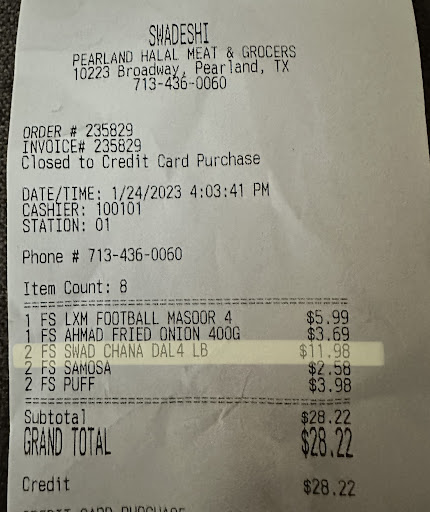 SWADESHI
PEARLAND HALAL MEAT & GROCERS
10223 Broadway, Pearland, TX
713-436-0060
ORDER # 235829
INVOICE# 235829
Closed to Credit Card Purchase
DATE/TIME: 1/24/2023 4:03:41 PM
CASHIER: 100101
STATION: 01
Phone # 713-436-0060
Item Count: 8
1 FS LXM FOOTBALL MASOOR 4 $5.99
1 FS AHMAD FRIED ONION 400G $3.69
2 FS SWAD CHANA DAL4 LB $11.98
2 FS SAMOSA $2.58
2 FS PUFF $3.98
Subtotal $28.22
GRAND TOTAL $28.22
Credit $28.22